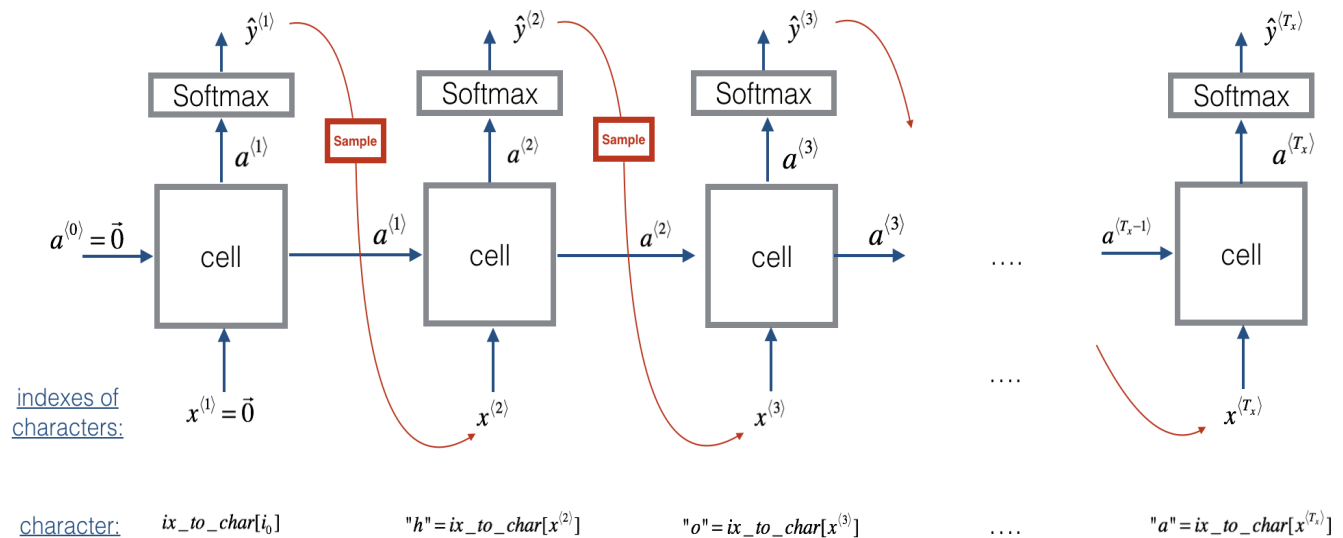 ŷ⟨1⟩ ŷ⟨2⟩ ŷ⟨3⟩ ŷ⟨Tₓ⟩
Softmax Softmax Softmax Softmax
Sample Sample
a⟨1⟩ a⟨2⟩ a⟨3⟩ a⟨Tₓ⟩
a⟨0⟩ = 0⃗ a⟨1⟩ a⟨2⟩ a⟨3⟩ a⟨Tₓ−1⟩
cell cell cell .... cell
....
indexes of
characters:
x⟨1⟩ = 0⃗ x⟨2⟩ x⟨3⟩ x⟨Tₓ⟩
character: ix_to_char[i₀] "h"=ix_to_char[x⟨2⟩] "o"=ix_to_char[x⟨3⟩] .... "a"=ix_to_char[x⟨Tₓ⟩]